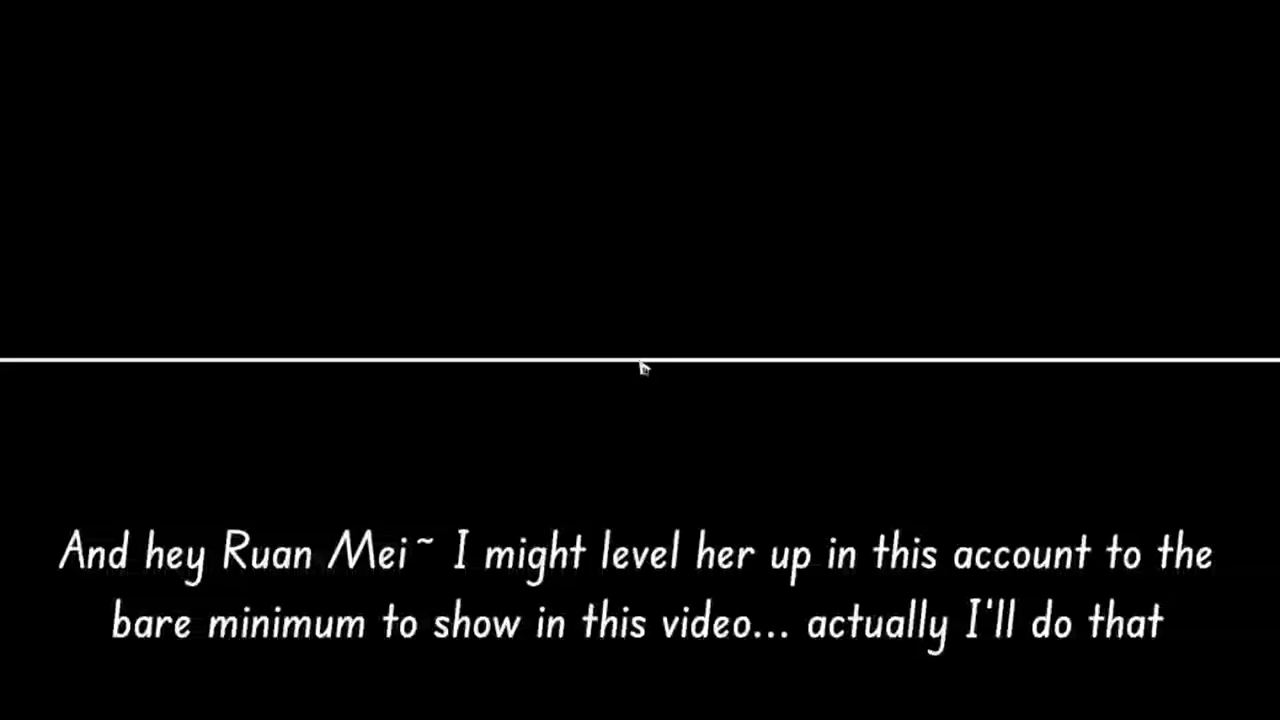 And hey Ruan Mei~ I might level her up in this account to the
bare minimum to show in this video... actually I'll do that